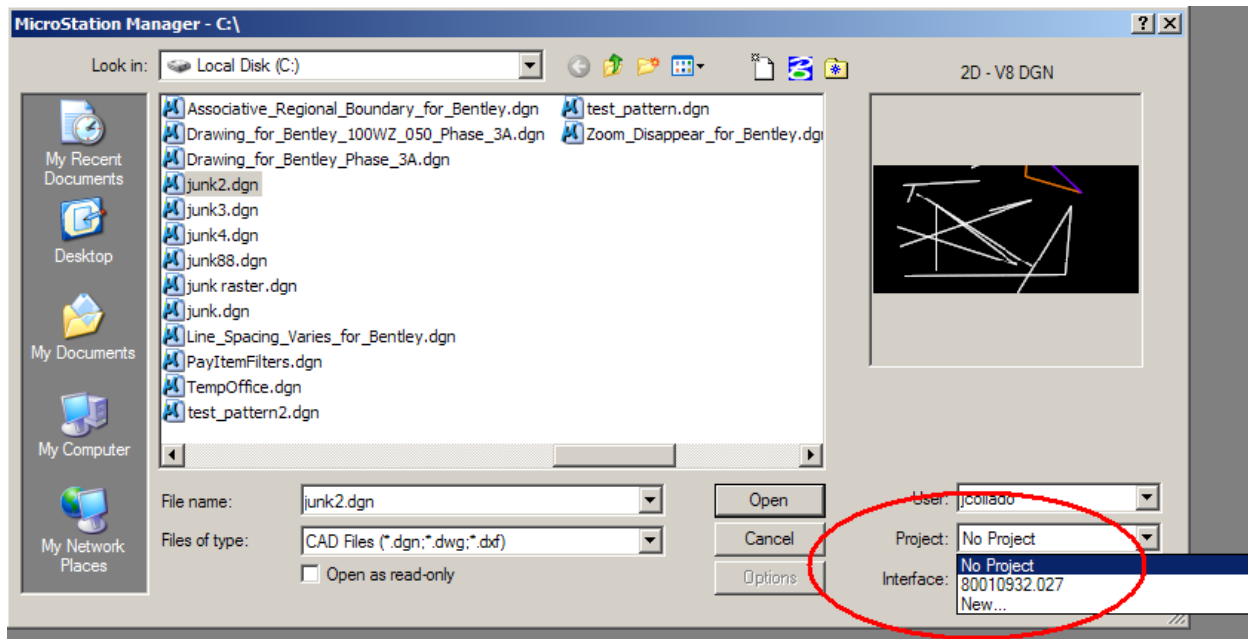 MicroStation Manager - C:\
Look in:
Local Disk (C:)
2D - V8 DGN
My Recent
Documents
Desktop
My Documents
My Computer
My Network
Places
Associative_Regional_Boundary_for_Bentley.dgn
Drawing_for_Bentley_100WZ_050_Phase_3A.dgn
Drawing_for_Bentley_Phase_3A.dgn
junk2.dgn
junk3.dgn
junk4.dgn
junk88.dgn
junk raster.dgn
junk.dgn
Line_Spacing_Varies_for_Bentley.dgn
PayItemFilters.dgn
TempOffice.dgn
test_pattern2.dgn
test_pattern.dgn
Zoom_Disappear_for_Bentley.dgn
File name:
junk2.dgn
Open
Files of type:
CAD Files (*.dgn;*.dwg;*.dxf)
Cancel
Open as read-only
Options
User:
jcollado
Project:
No Project
Interface:
No Project
80010932.027
New...